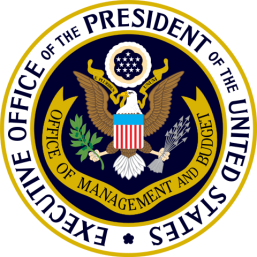 EXECUTIVE OFFICE OF THE PRESIDENT OF THE UNITED STATES
OFFICE OF MANAGEMENT AND BUDGET